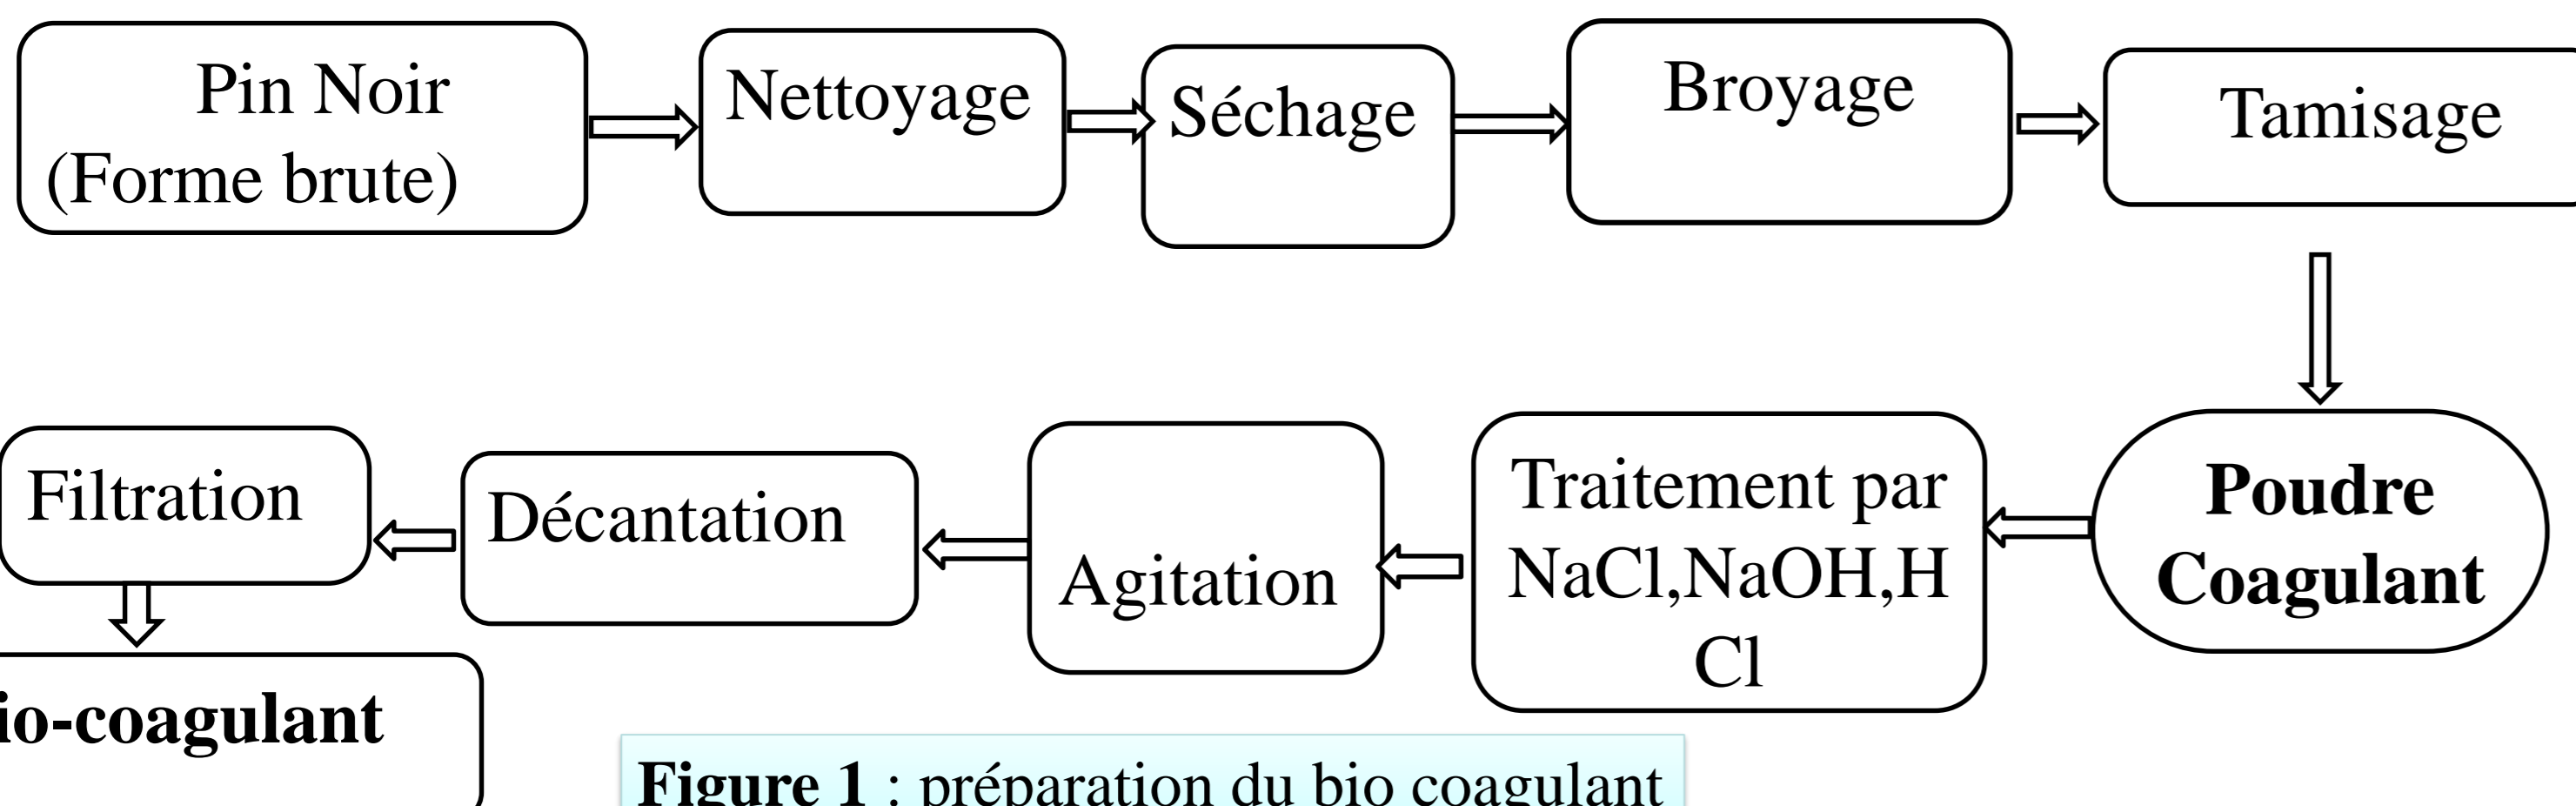 Pin Noir
(Forme brute)
Nettoyage
Séchage
Broyage
Tamisage
Poudre
Coagulant
Traitement par
NaCl,NaOH,H
Cl
Agitation
Décantation
Filtration
io-coagulant
Figure 1 : préparation du bio coagulant